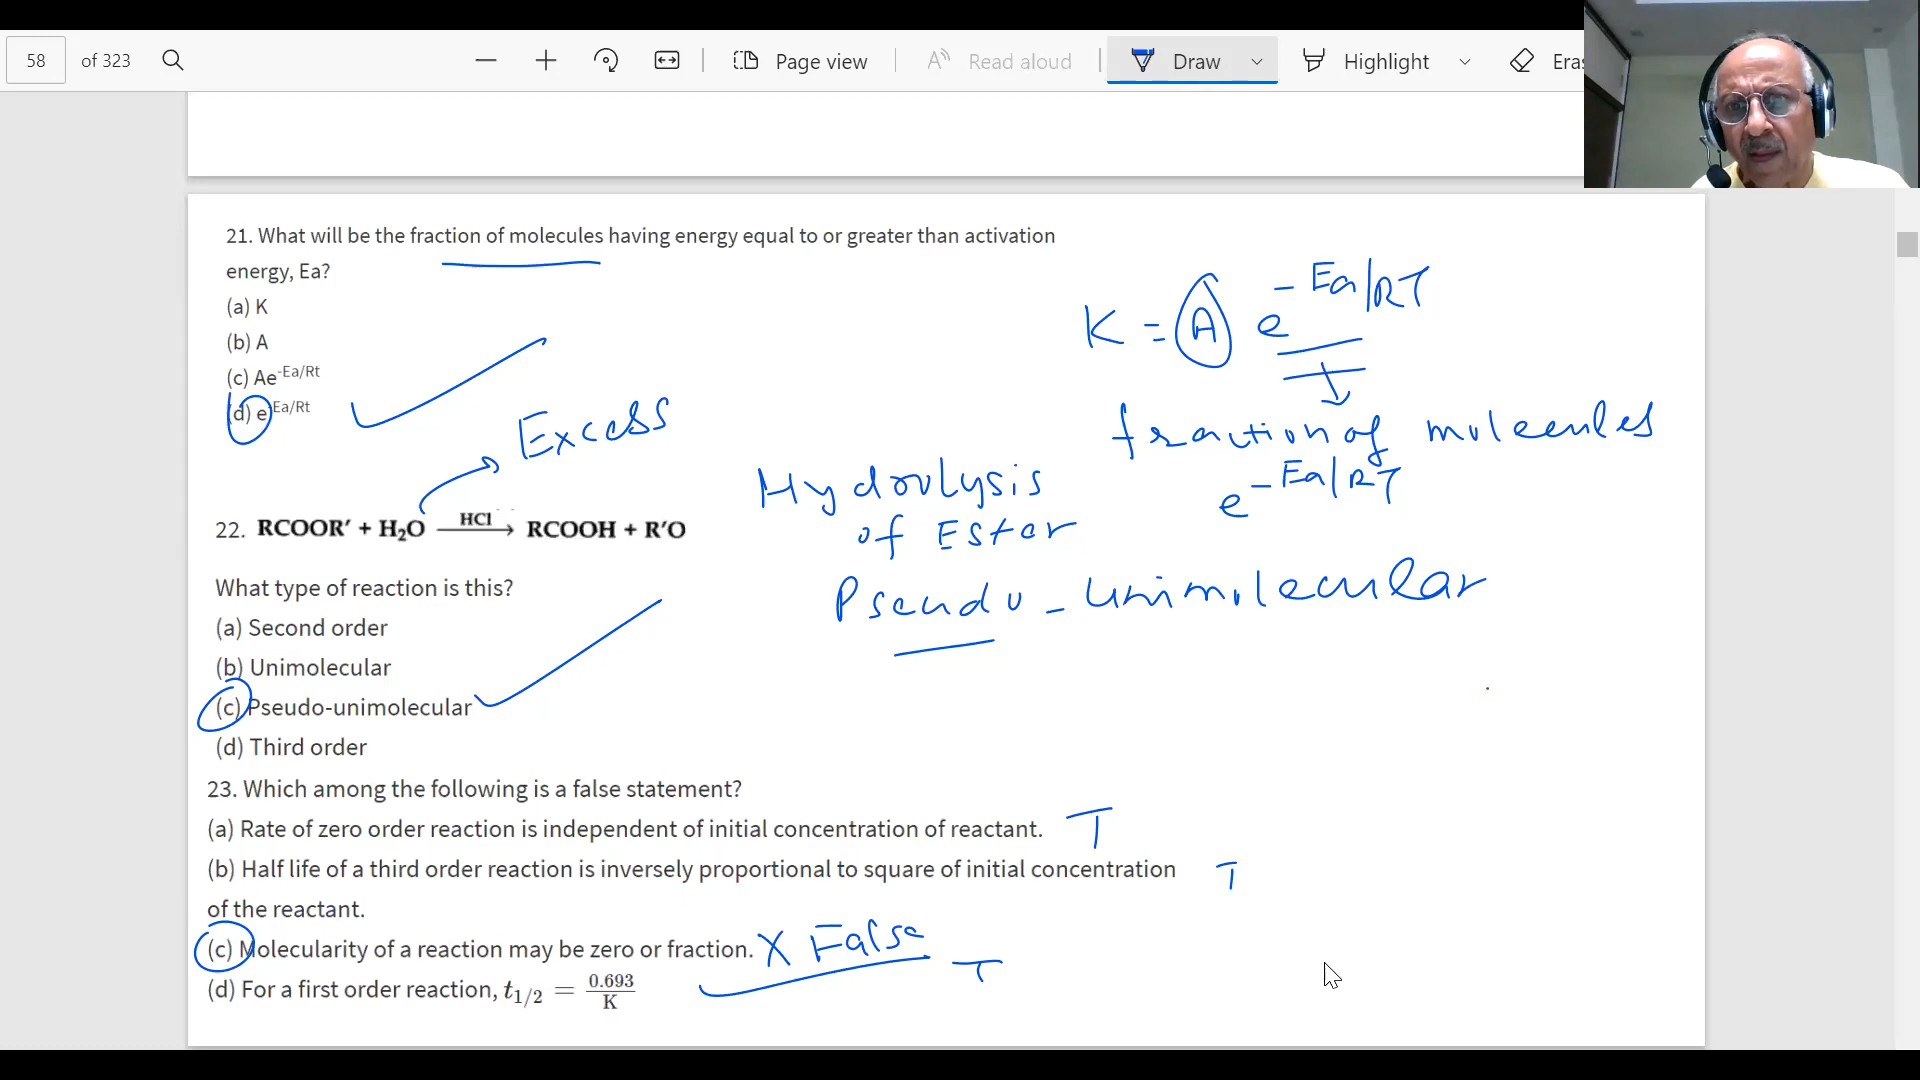 58 of 323 Page view Read aloud Draw Highlight
21. What will be the fraction of molecules having energy equal to or greater than activation
energy, Ea?
(a) K
(b) A
(c) Ae-Ea/Rt
(d) e-Ea/Rt
K = A e -Ea/RT
fraction of molecules
e -Ea/RT
Excess
Hydrolysis
of Ester
Pseudo - Unimolecular
22. RCOOR′ + H₂O HCl → RCOOH + R′O
What type of reaction is this?
(a) Second order
(b) Unimolecular
(c) Pseudo-unimolecular
(d) Third order
23. Which among the following is a false statement?
(a) Rate of zero order reaction is independent of initial concentration of reactant. T
(b) Half life of a third order reaction is inversely proportional to square of initial concentration T
of the reactant.
(c) Molecularity of a reaction may be zero or fraction. X False
(d) For a first order reaction, t1/2 = 0.693/K T